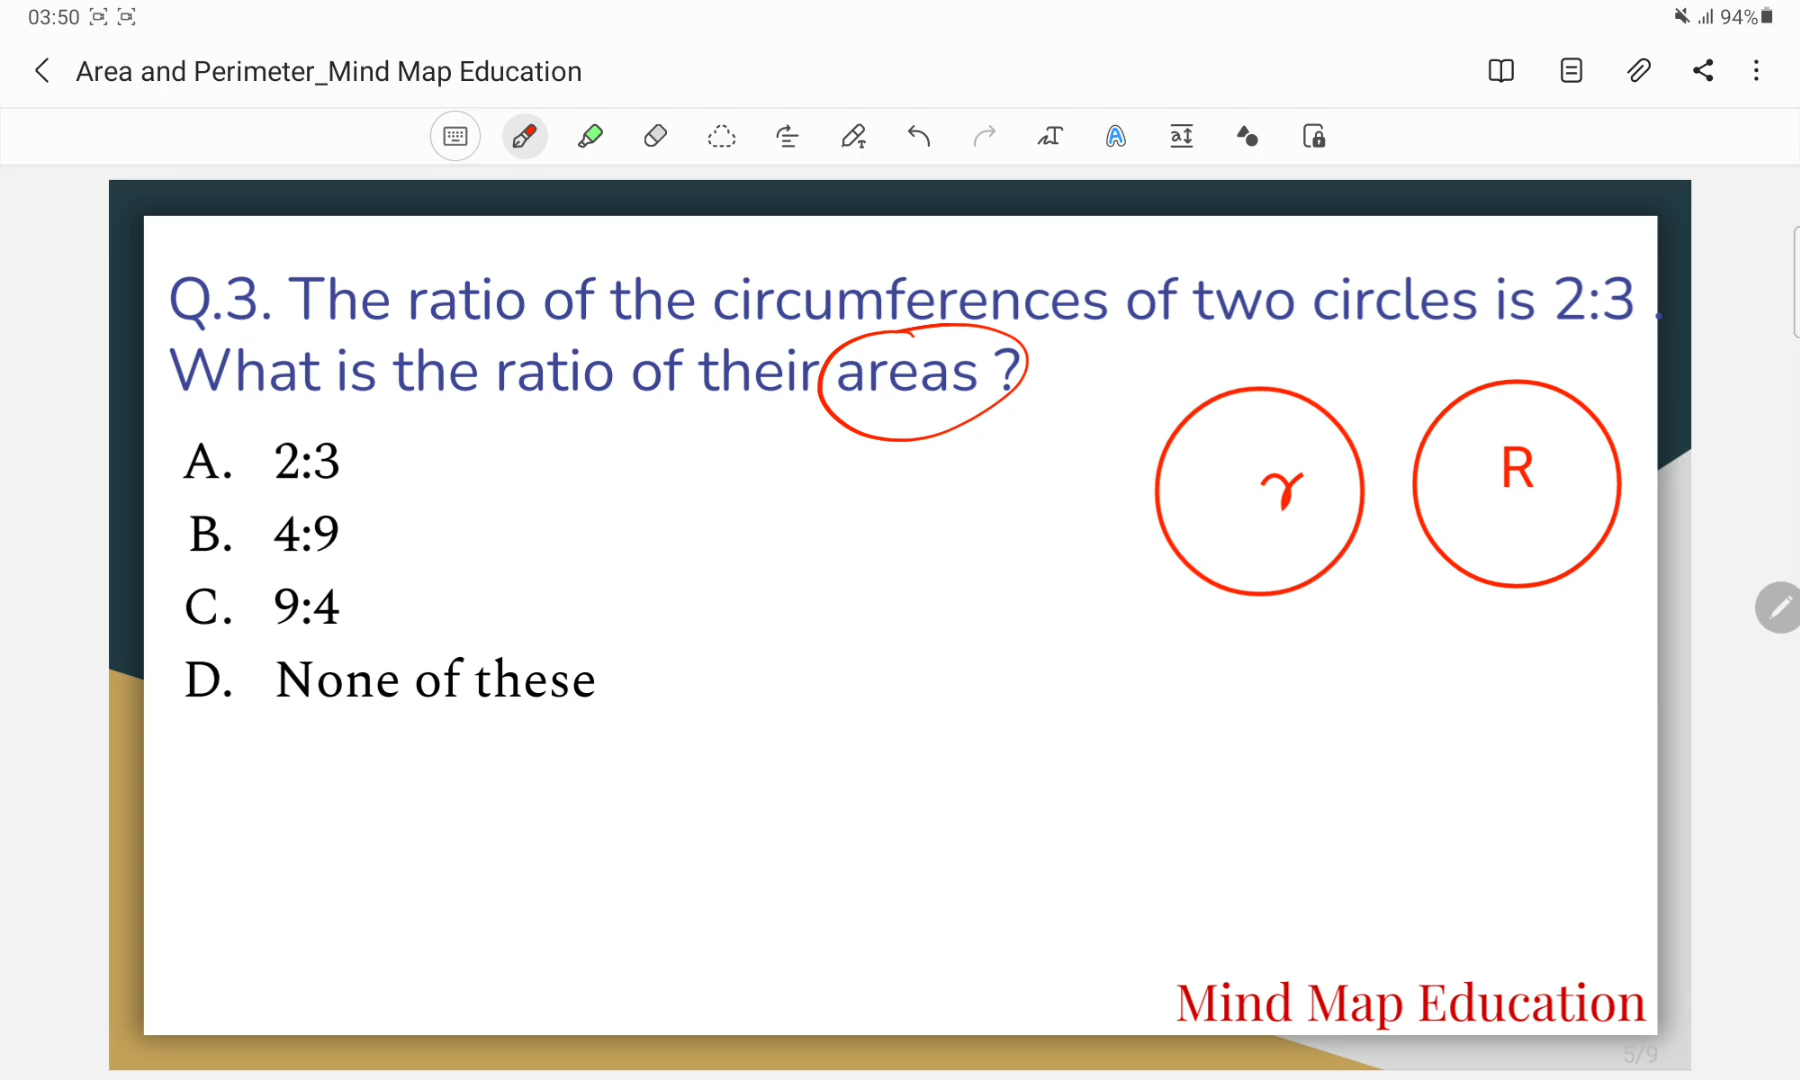 03:50
94%
Area and Perimeter_Mind Map Education
Q.3. The ratio of the circumferences of two circles is 2:3 .
What is the ratio of their areas ?
A. 2:3
B. 4:9
C. 9:4
D. None of these
r
R
Mind Map Education
5/9